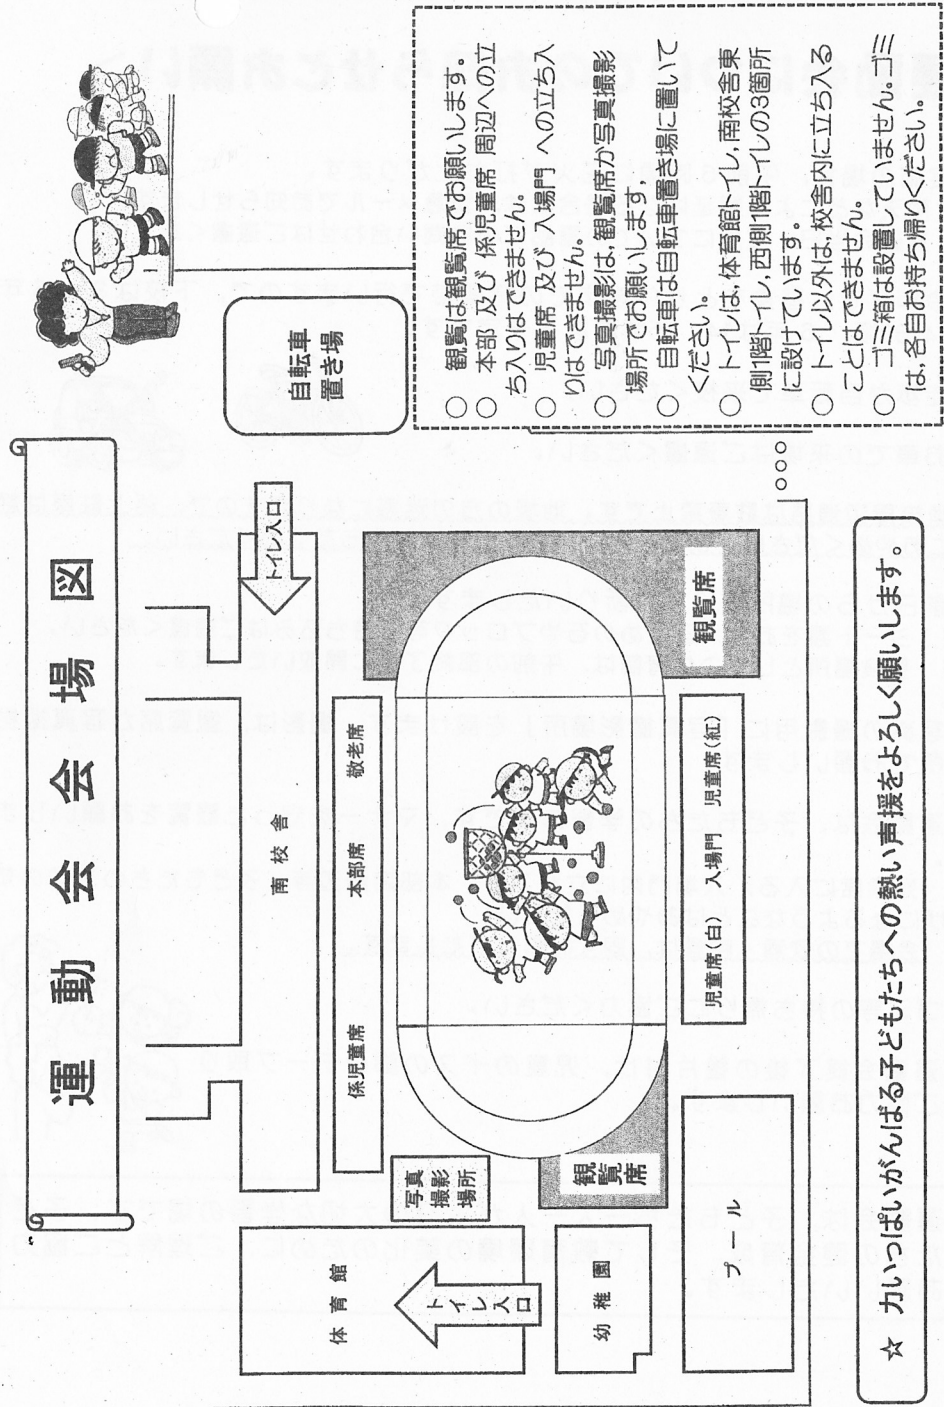 運動会会場図
自転車
置き場
トイレ入口
南校舎
係児童席 本部席 敬老席
写真
撮影
場所
体育館
トイレ入口
幼稚園
プール
観覧席
観覧席
児童席(白) 入場門 児童席(紅)
○ 観覧は観覧席でお願いします。
○ 本部 及び 係児童席 周辺への立
ち入りはできません。
○ 児童席 及び 入場門 への立ち入
りはできません。
○ 写真撮影は,観覧席か写真撮影
場所でお願いします,
○ 自転車は自転車置き場に置いて
ください。
○ トイレは,体育館トイレ,南校舎東
側1階トイレ,西側1階トイレの3箇所
に設けています。
○ トイレ以外は,校舎内に立ち入る
ことはできません。
○ ゴミ箱は設置していません。ゴミ
は,各自お持ち帰りください。
☆ 力いっぱいがんばる子どもたちへの熱い声援をよろしく願いします。